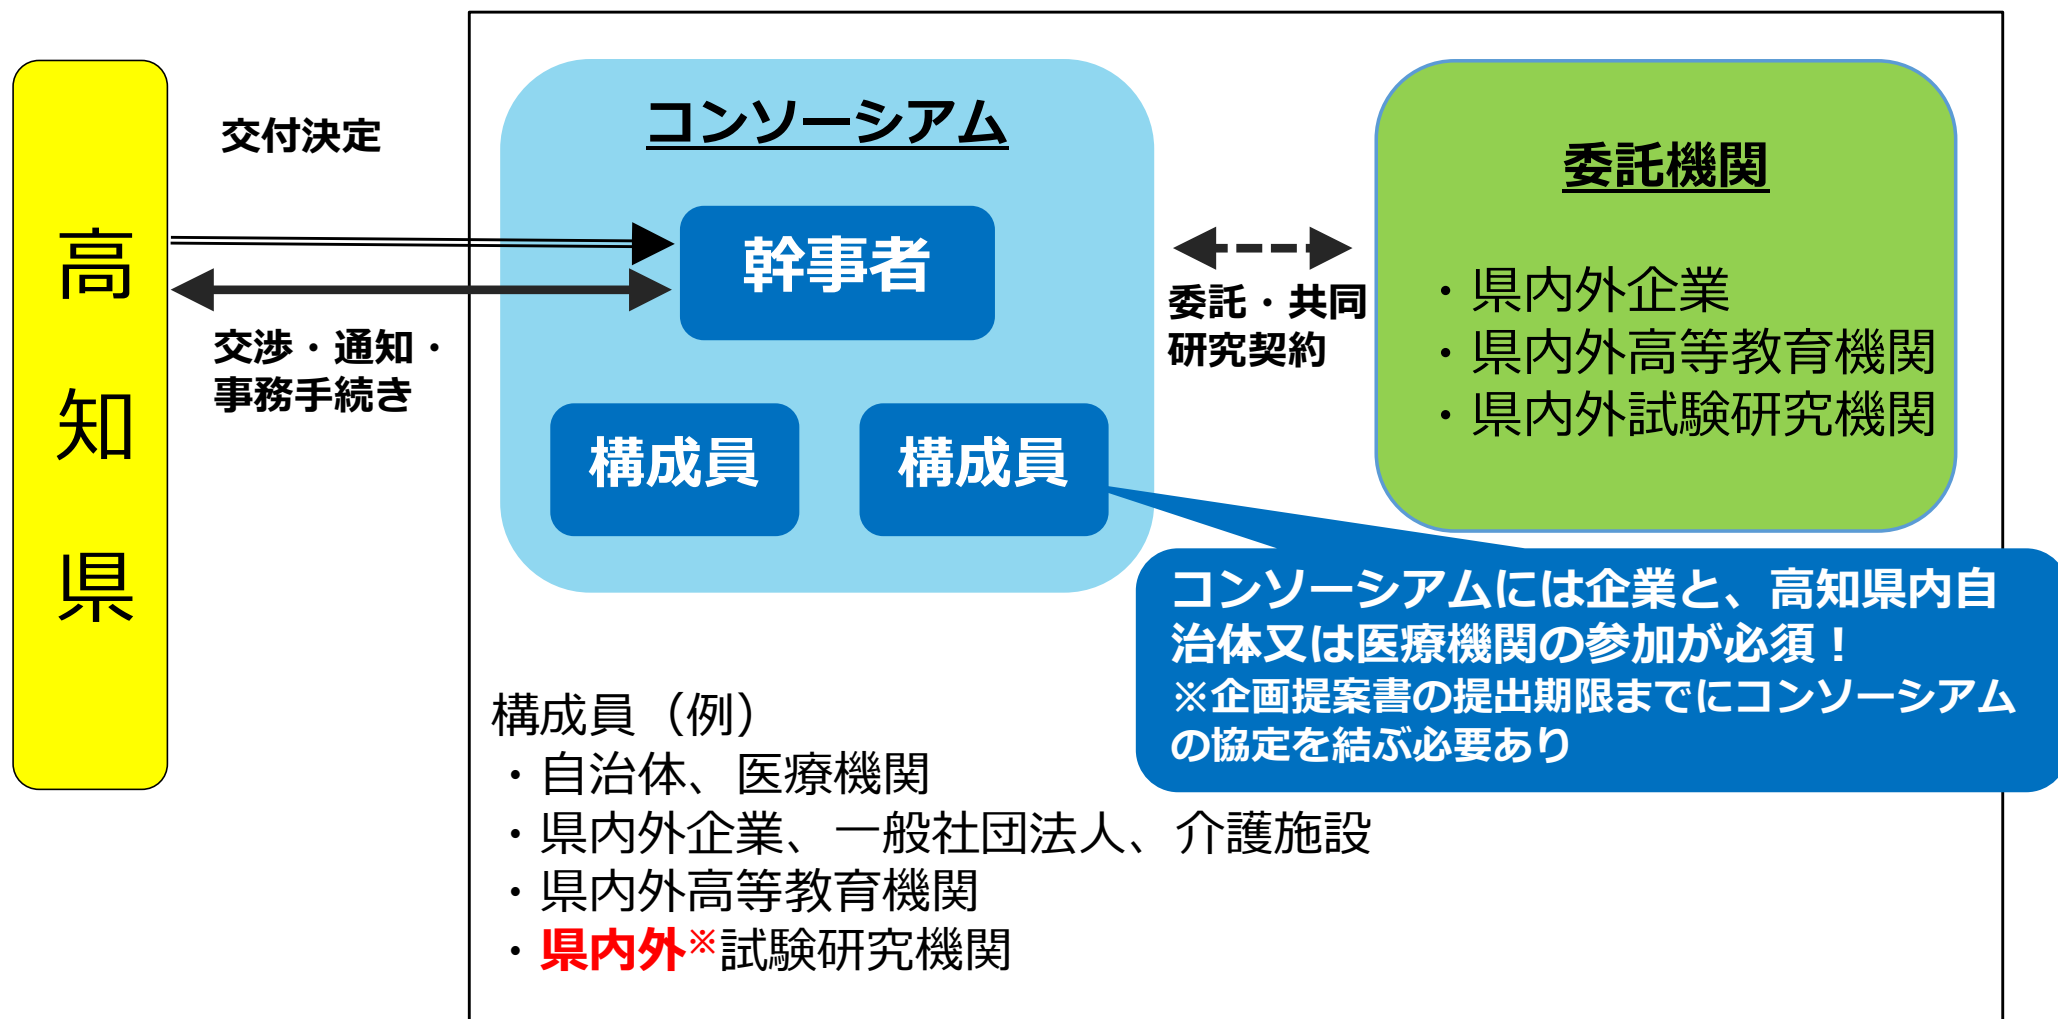 高知県
交付決定
交渉・通知・
事務手続き
コンソーシアム
幹事者
構成員
構成員
委託・共同
研究契約
委託機関
・県内外企業
・県内外高等教育機関
・県内外試験研究機関
コンソーシアムには企業と、高知県内自
治体又は医療機関の参加が必須！
※企画提案書の提出期限までにコンソーシアム
の協定を結ぶ必要あり
構成員（例）
・自治体、医療機関
・県内外企業、一般社団法人、介護施設
・県内外高等教育機関
・県内外※試験研究機関